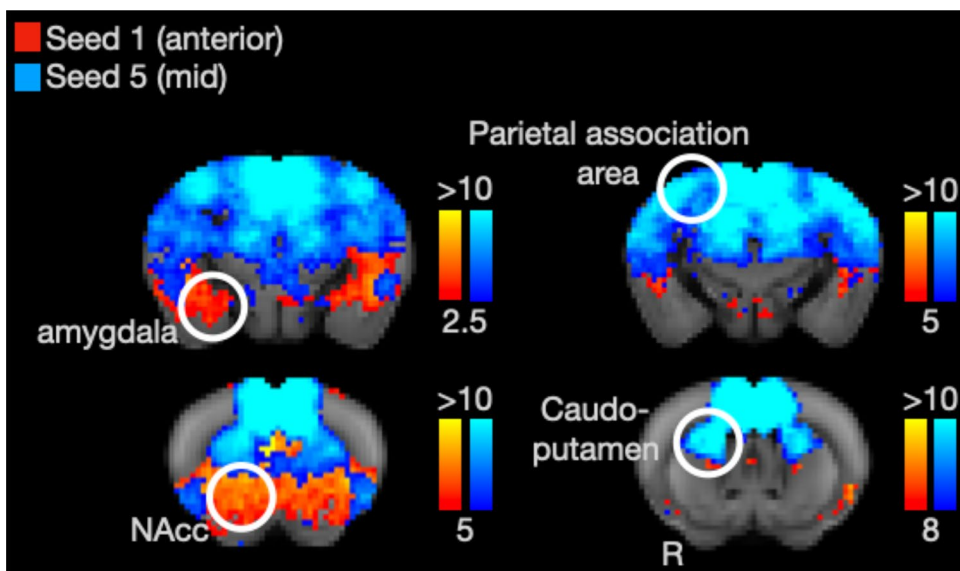 Seed 1 (anterior)
Seed 5 (mid)
Parietal association
area
>10
>10
amygdala
2.5
5
>10
Caudo-
putamen
>10
NAcc
5
R
8